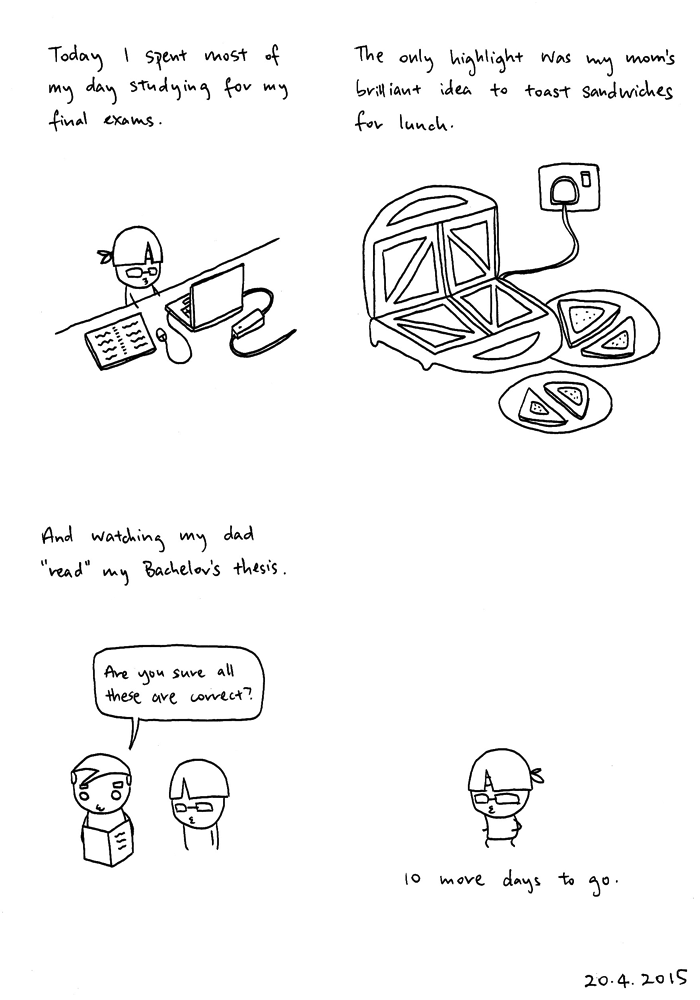 Today I spent most of
my day studying for my
final exams.
The only highlight was my mom's
brilliant idea to toast sandwiches
for lunch.
And watching my dad
"read" my Bachelor's thesis.
Are you sure all
these are correct?
10 more days to go.
20.4.2015